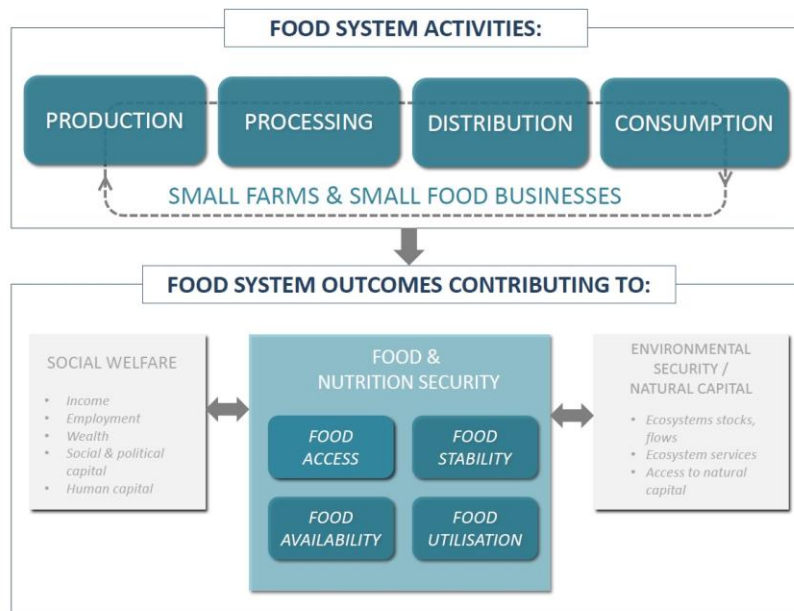 FOOD SYSTEM ACTIVITIES:
PRODUCTION
PROCESSING
DISTRIBUTION
CONSUMPTION
SMALL FARMS & SMALL FOOD BUSINESSES
FOOD SYSTEM OUTCOMES CONTRIBUTING TO:
SOCIAL WELFARE
• Income
• Employment
• Wealth
• Social & political
capital
• Human capital
FOOD &
NUTRITION SECURITY
FOOD
ACCESS
FOOD
STABILITY
FOOD
AVAILABILITY
FOOD
UTILISATION
ENVIRONMENTAL
SECURITY /
NATURAL CAPITAL
• Ecosystems stocks,
flows
• Ecosystem services
• Access to natural
capital